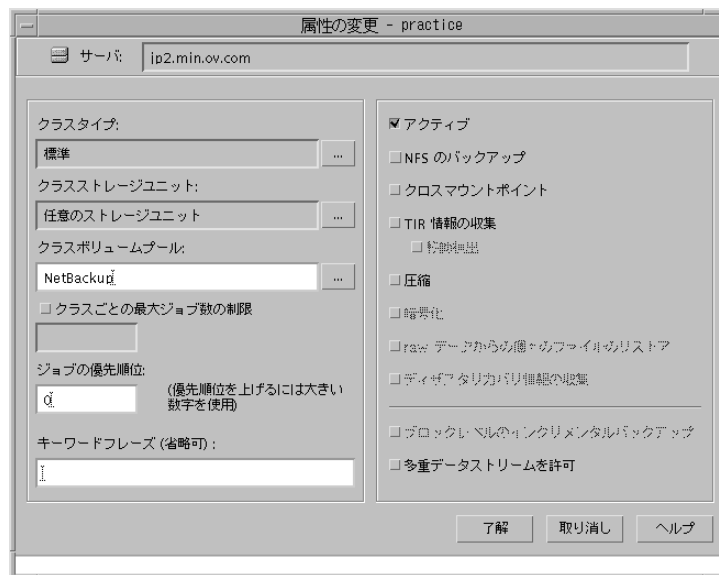 属性の変更 - practice
サーバ: jp2.min.ov.com
クラスタイプ:
標準
...
クラスストレージユニット:
任意のストレージユニット
...
クラスボリュームプール:
NetBackup
...
クラスごとの最大ジョブ数の制限
ジョブの優先順位:
0
(優先順位を上げるには大きい
数字を使用)
キーワードフレーズ (省略可) :
アクティブ
NFS のバックアップ
クロスマウントポイント
TIR 情報の収集
移動検出
圧縮
暗号化
raw データからの個々のファイルのリストア
ディザスタリカバリ情報の収集
ブロックレベルのインクリメンタルバックアップ
多重データストリームを許可
了解
取り消し
ヘルプ